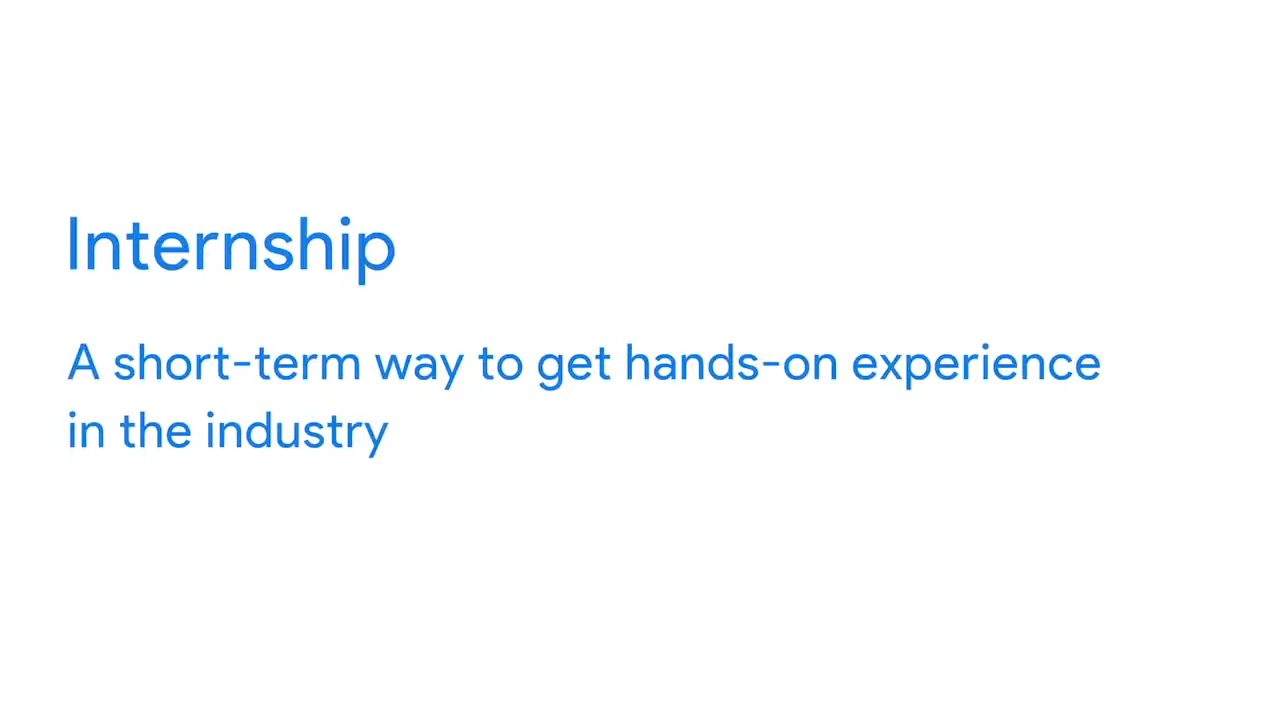 Internship
A short-term way to get hands-on experience
in the industry